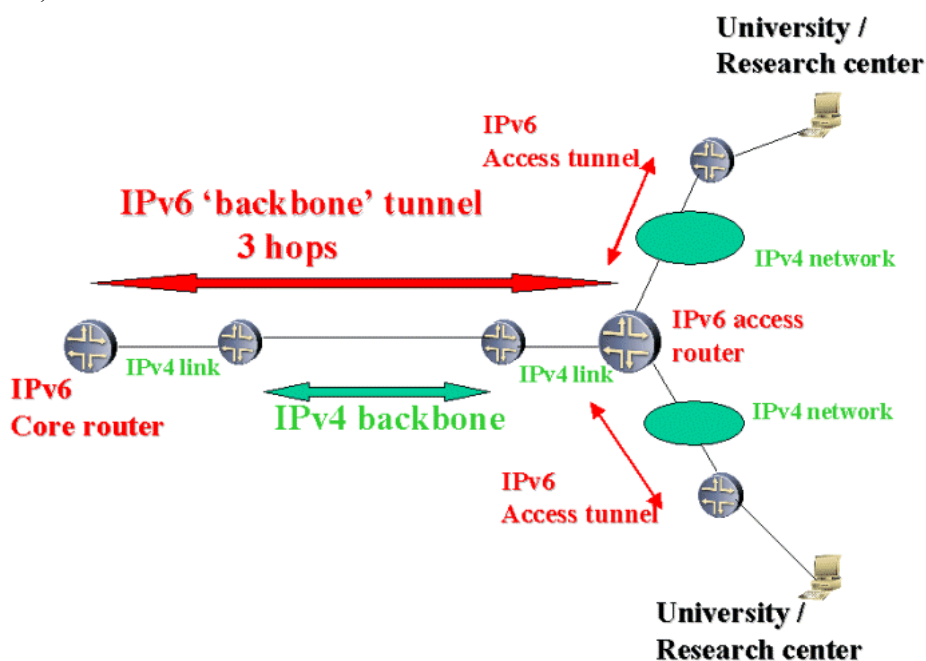 University /
Research center
IPv6
Access tunnel
IPv6 ‘backbone’ tunnel
3 hops
IPv4 network
IPv6 access
router
IPv4 link
IPv4 link
IPv6
Core router
IPv4 backbone
IPv4 network
IPv6
Access tunnel
University /
Research center